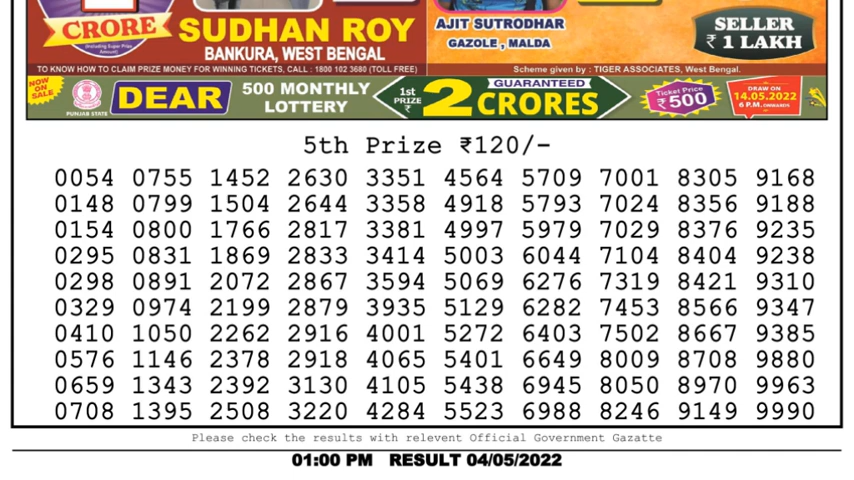 CRORE
(Including Super Prize Amount)
SUDHAN ROY
BANKURA, WEST BENGAL
TO KNOW HOW TO CLAIM PRIZE MONEY FOR WINNING TICKETS, CALL : 1800 102 3680 (TOLL FREE)
AJIT SUTRODHAR
GAZOLE , MALDA
SELLER
₹ 1 LAKH
Scheme given by : TIGER ASSOCIATES, West Bengal.
NOW ON SALE
PUNJAB STATE
DEAR
500 MONTHLY
LOTTERY
1st PRIZE ₹
2
GUARANTEED
CRORES
Ticket Price
₹500
DRAW ON
14.05.2022
6 P.M. ONWARDS
5th Prize ₹120/-
0054 0755 1452 2630 3351 4564 5709 7001 8305 9168
0148 0799 1504 2644 3358 4918 5793 7024 8356 9188
0154 0800 1766 2817 3381 4997 5979 7029 8376 9235
0295 0831 1869 2833 3414 5003 6044 7104 8404 9238
0298 0891 2072 2867 3594 5069 6276 7319 8421 9310
0329 0974 2199 2879 3935 5129 6282 7453 8566 9347
0410 1050 2262 2916 4001 5272 6403 7502 8667 9385
0576 1146 2378 2918 4065 5401 6649 8009 8708 9880
0659 1343 2392 3130 4105 5438 6945 8050 8970 9963
0708 1395 2508 3220 4284 5523 6988 8246 9149 9990
Please check the results with relevent Official Government Gazatte
01:00 PM RESULT 04/05/2022